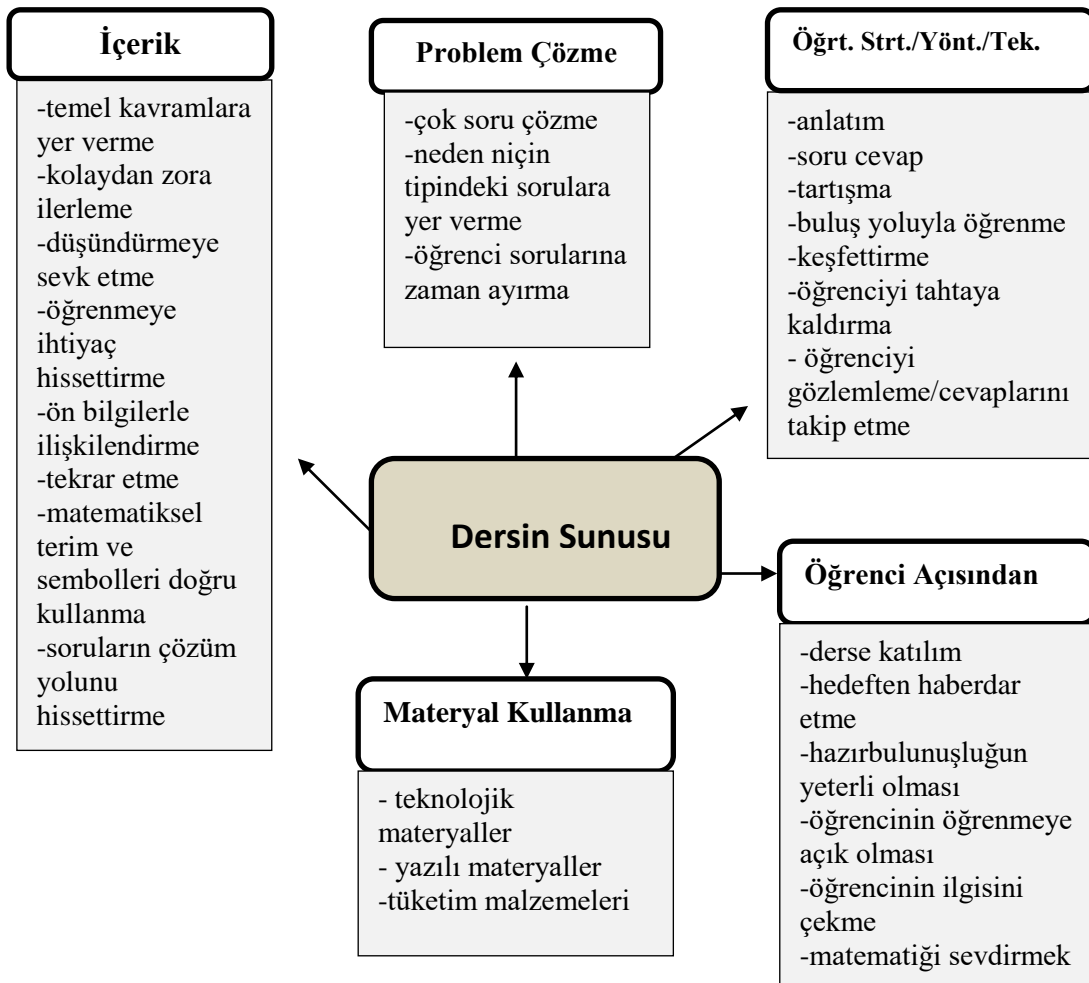 İçerik
-temel kavramlara
yer verme
-kolaydan zora
ilerleme
-düşündürmeye
sevk etme
-öğrenmeye
ihtiyaç
hissettirme
-ön bilgilerle
ilişkilendirme
-tekrar etme
-matematiksel
terim ve
sembolleri doğru
kullanma
-soruların çözüm
yolunu
hissettirme
Problem Çözme
-çok soru çözme
-neden niçin
tipindeki sorulara
yer verme
-öğrenci sorularına
zaman ayırma
Öğrt. Strt./Yönt./Tek.
-anlatım
-soru cevap
-tartışma
-buluş yoluyla öğrenme
-keşfettirme
-öğrenciyi tahtaya
kaldırma
- öğrenciyi
gözlemleme/cevaplarını
takip etme
Dersin Sunusu
Materyal Kullanma
- teknolojik
materyaller
- yazılı materyaller
-tüketim malzemeleri
Öğrenci Açısından
-derse katılım
-hedeften haberdar
etme
-hazırbulunuşluğun
yeterli olması
-öğrencinin öğrenmeye
açık olması
-öğrencinin ilgisini
çekme
-matematiği sevdirmek